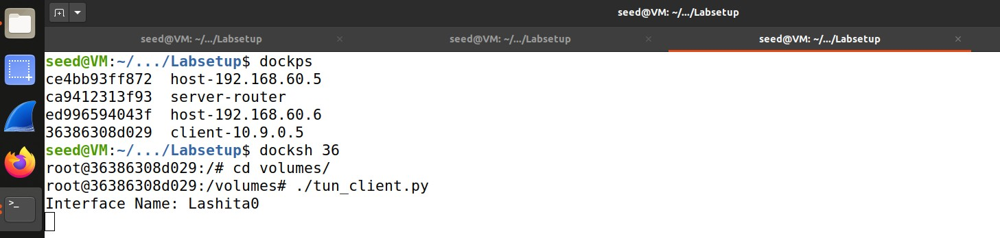 seed@VM: ~/.../Labsetup
seed@VM: ~/.../Labsetup × seed@VM: ~/.../Labsetup × seed@VM: ~/.../Labsetup ×
seed@VM:~/.../Labsetup$ dockps
ce4bb93ff872  host-192.168.60.5
ca9412313f93  server-router
ed996594043f  host-192.168.60.6
36386308d029  client-10.9.0.5
seed@VM:~/.../Labsetup$ docksh 36
root@36386308d029:/# cd volumes/
root@36386308d029:/volumes# ./tun_client.py
Interface Name: Lashita0